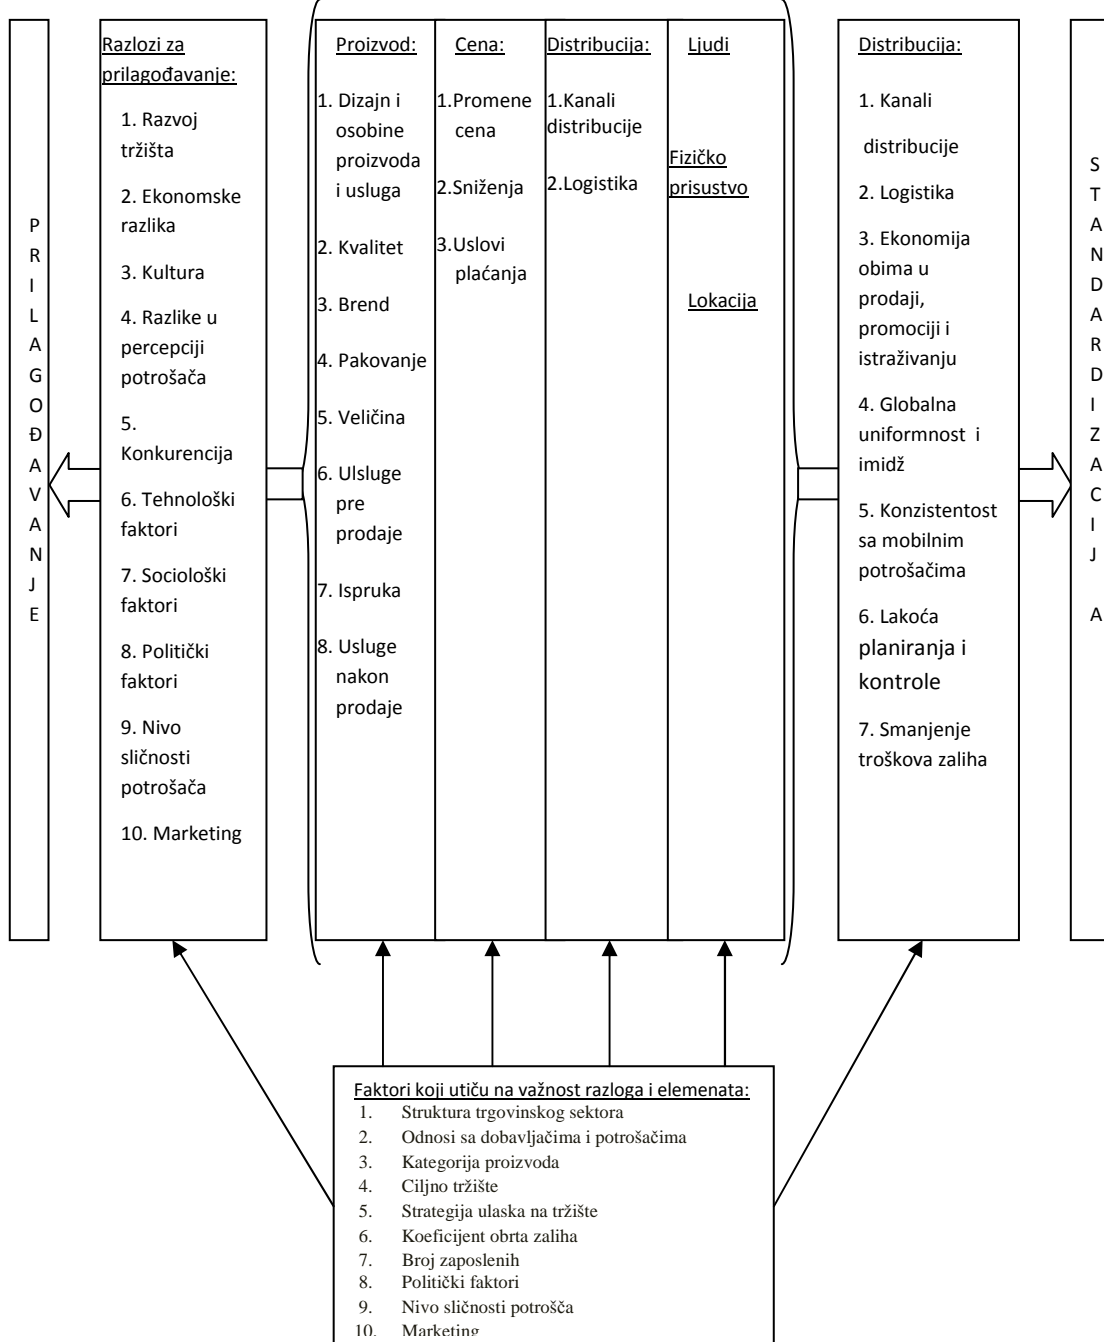 PRILAGOĐAVANJE
Razlozi za
prilagođavanje:
1. Razvoj
tržišta
2. Ekonomske
razlika
3. Kultura
4. Razlike u
percepciji
potrošača
5.
Konkurencija
6. Tehnološki
faktori
7. Sociološki
faktori
8. Politički
faktori
9. Nivo
sličnosti
potrošača
10. Marketing
Proizvod:
1. Dizajn i
osobine
proizvoda
i usluga
2. Kvalitet
3. Brend
4. Pakovanje
5. Veličina
6. Ulsluge
pre
prodaje
7. Ispruka
8. Usluge
nakon
prodaje
Cena:
1.Promene
cena
2.Sniženja
3.Uslovi
plaćanja
Distribucija:
1.Kanali
distribucije
2.Logistika
Ljudi
Fizičko
prisustvo
Lokacija
Distribucija:
1. Kanali
distribucije
2. Logistika
3. Ekonomija
obima u
prodaji,
promociji i
istraživanju
4. Globalna
uniformnost i
imidž
5. Konzistentost
sa mobilnim
potrošačima
6. Lakoća
planiranja i
kontrole
7. Smanjenje
troškova zaliha
STANDARDIZACIJ A
Faktori koji utiču na važnost razloga i elemenata:
1. Struktura trgovinskog sektora
2. Odnosi sa dobavljačima i potrošačima
3. Kategorija proizvoda
4. Ciljno tržište
5. Strategija ulaska na tržište
6. Koeficijent obrta zaliha
7. Broj zaposlenih
8. Politički faktori
9. Nivo sličnosti potrošča
10. Marketing